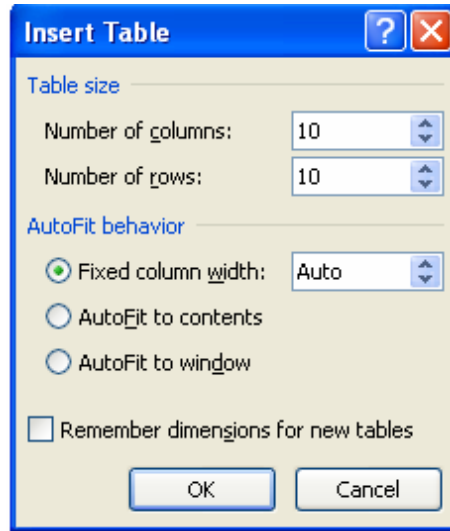 Insert Table
Table size
Number of columns: 10
Number of rows: 10
AutoFit behavior
Fixed column width: Auto
AutoFit to contents
AutoFit to window
Remember dimensions for new tables
OK Cancel